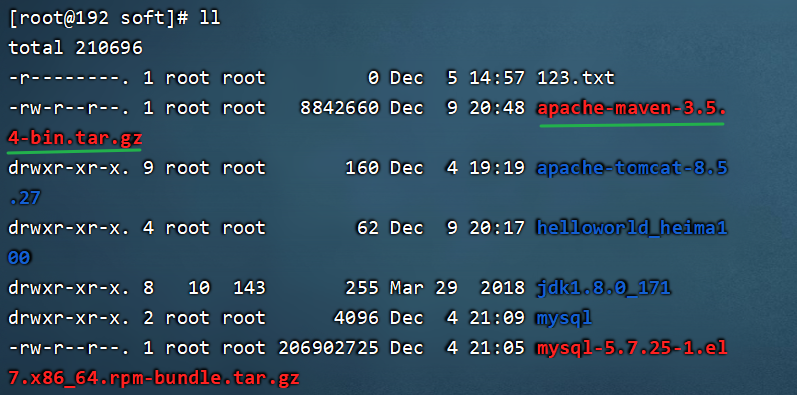 [root@192 soft]# ll
total 210696
-r--------. 1 root root         0 Dec  5 14:57 123.txt
-rw-r--r--. 1 root root   8842660 Dec  9 20:48 apache-maven-3.5.
4-bin.tar.gz
drwxr-xr-x. 9 root root       160 Dec  4 19:19 apache-tomcat-8.5
.27
drwxr-xr-x. 4 root root        62 Dec  9 20:17 helloworld_heima1
00
drwxr-xr-x. 8   10  143       255 Mar 29  2018 jdk1.8.0_171
drwxr-xr-x. 2 root root      4096 Dec  4 21:09 mysql
-rw-r--r--. 1 root root 206902725 Dec  4 21:05 mysql-5.7.25-1.el
7.x86_64.rpm-bundle.tar.gz